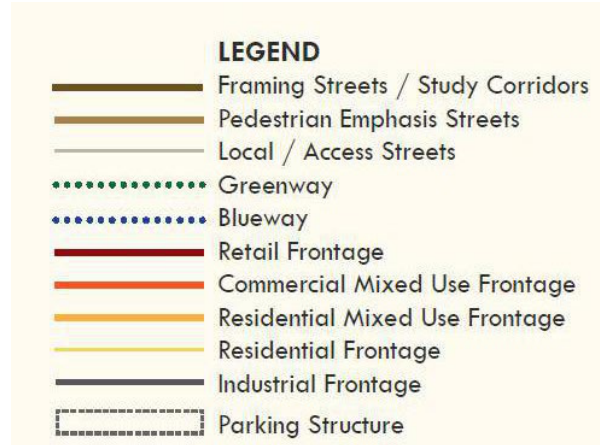 LEGEND
Framing Streets / Study Corridors
Pedestrian Emphasis Streets
Local / Access Streets
Greenway
Blueway
Retail Frontage
Commercial Mixed Use Frontage
Residential Mixed Use Frontage
Residential Frontage
Industrial Frontage
Parking Structure